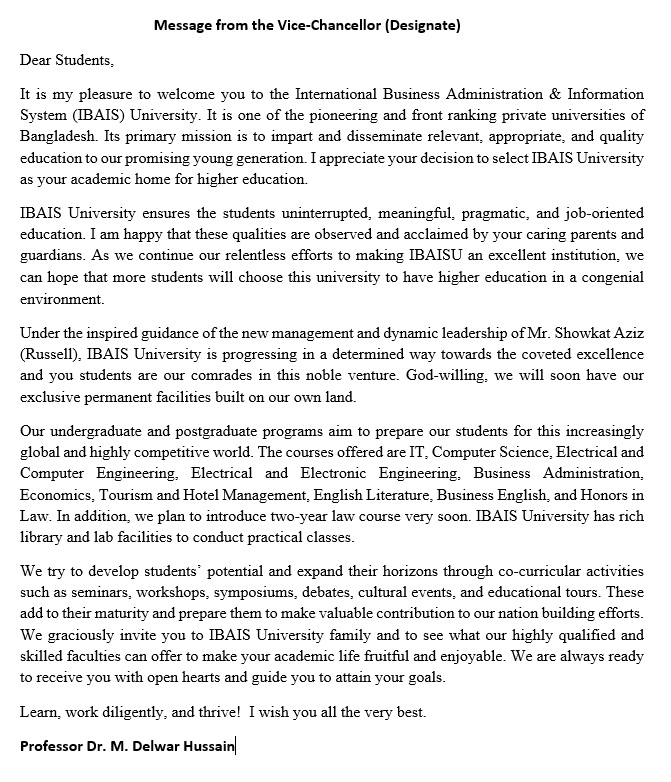 Message from the Vice-Chancellor (Designate)
Dear Students,
It is my pleasure to welcome you to the International Business Administration & Information
System (IBAIS) University. It is one of the pioneering and front ranking private universities of
Bangladesh. Its primary mission is to impart and disseminate relevant, appropriate, and quality
education to our promising young generation. I appreciate your decision to select IBAIS University
as your academic home for higher education.
IBAIS University ensures the students uninterrupted, meaningful, pragmatic, and job-oriented
education. I am happy that these qualities are observed and acclaimed by your caring parents and
guardians. As we continue our relentless efforts to making IBAISU an excellent institution, we
can hope that more students will choose this university to have higher education in a congenial
environment.
Under the inspired guidance of the new management and dynamic leadership of Mr. Showkat Aziz
(Russell), IBAIS University is progressing in a determined way towards the coveted excellence
and you students are our comrades in this noble venture. God-willing, we will soon have our
exclusive permanent facilities built on our own land.
Our undergraduate and postgraduate programs aim to prepare our students for this increasingly
global and highly competitive world. The courses offered are IT, Computer Science, Electrical and
Computer Engineering, Electrical and Electronic Engineering, Business Administration,
Economics, Tourism and Hotel Management, English Literature, Business English, and Honors in
Law. In addition, we plan to introduce two-year law course very soon. IBAIS University has rich
library and lab facilities to conduct practical classes.
We try to develop students’ potential and expand their horizons through co-curricular activities
such as seminars, workshops, symposiums, debates, cultural events, and educational tours. These
add to their maturity and prepare them to make valuable contribution to our nation building efforts.
We graciously invite you to IBAIS University family and to see what our highly qualified and
skilled faculties can offer to make your academic life fruitful and enjoyable. We are always ready
to receive you with open hearts and guide you to attain your goals.
Learn, work diligently, and thrive!  I wish you all the very best.
Professor Dr. M. Delwar Hussain